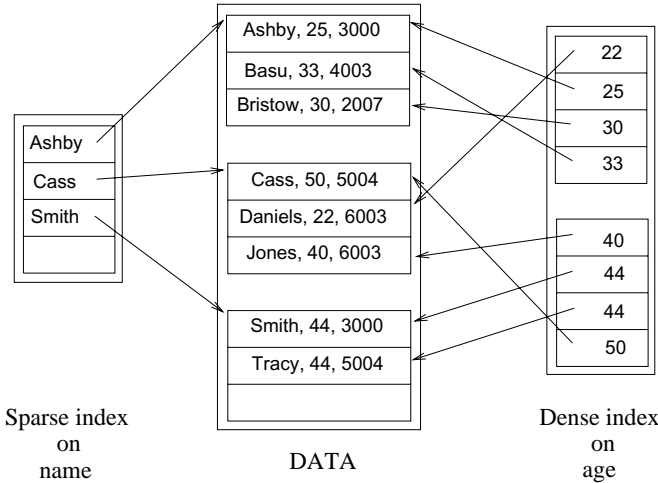 Ashby
Cass
Smith
Sparse index
on
name
Ashby, 25, 3000
Basu, 33, 4003
Bristow, 30, 2007
Cass, 50, 5004
Daniels, 22, 6003
Jones, 40, 6003
Smith, 44, 3000
Tracy, 44, 5004
DATA
22
25
30
33
40
44
44
50
Dense index
on
age